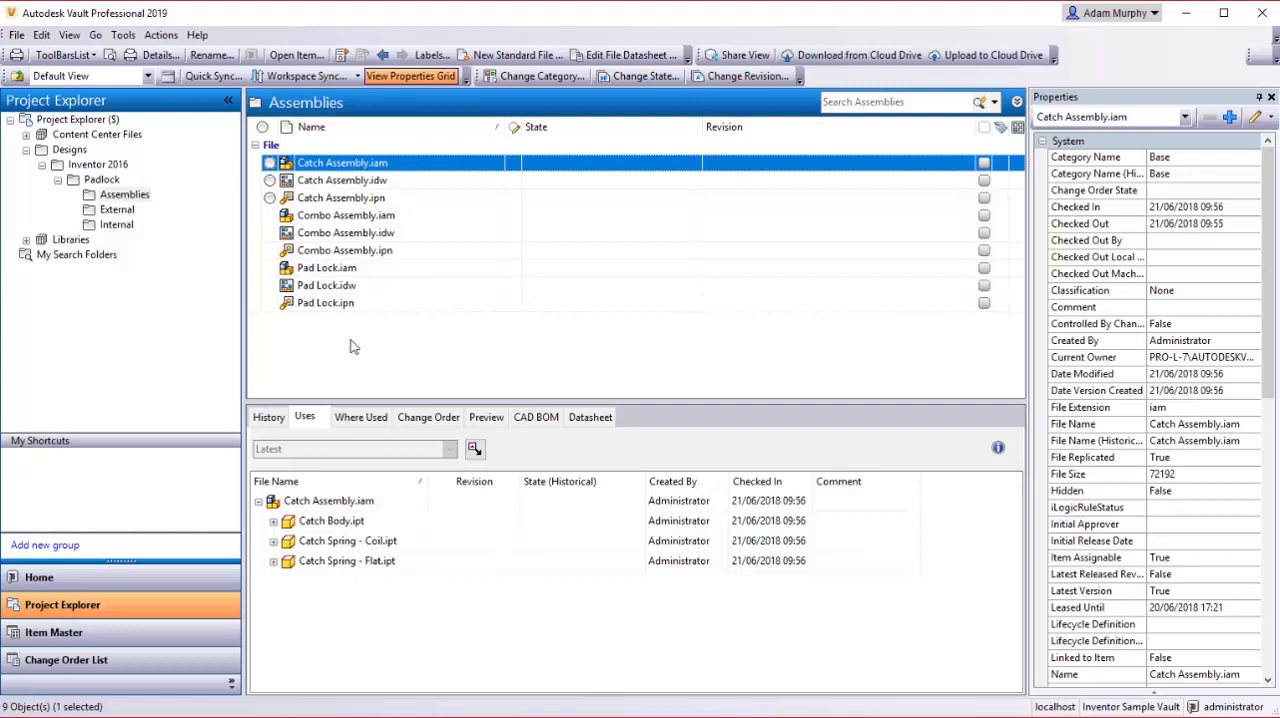 Autodesk Vault Professional 2019
Adam Murphy
File Edit View Go Tools Actions Help
ToolBarsList Details... Rename... Open Item... Labels... New Standard File ... Edit File Datasheet ... Share View Download from Cloud Drive Upload to Cloud Drive
Default View Quick Sync... Workspace Sync... View Properties Grid Change Category... Change State... Change Revision...
Project Explorer
Project Explorer ($)
Content Center Files
Designs
Inventor 2016
Padlock
Assemblies
External
Internal
Libraries
My Search Folders
My Shortcuts
Add new group
Home
Project Explorer
Item Master
Change Order List
Assemblies
Search Assemblies
Name State Revision
File
Catch Assembly.iam
Catch Assembly.idw
Catch Assembly.ipn
Combo Assembly.iam
Combo Assembly.idw
Combo Assembly.ipn
Pad Lock.iam
Pad Lock.idw
Pad Lock.ipn
History Uses Where Used Change Order Preview CAD BOM Datasheet
Latest
File Name Revision State (Historical) Created By Checked In Comment
Catch Assembly.iam Administrator 21/06/2018 09:56
Catch Body.ipt Administrator 21/06/2018 09:56
Catch Spring - Coil.ipt Administrator 21/06/2018 09:56
Catch Spring - Flat.ipt Administrator 21/06/2018 09:56
Properties
Catch Assembly.iam
System
Category Name Base
Category Name (Hi... Base
Change Order State
Checked In 21/06/2018 09:56
Checked Out 21/06/2018 09:55
Checked Out By
Checked Out Local ...
Checked Out Mach...
Classification None
Comment
Controlled By Chan... False
Created By Administrator
Current Owner PRO-L-7\AUTODESKV...
Date Modified 21/06/2018 09:56
Date Version Created 21/06/2018 09:56
File Extension iam
File Name Catch Assembly.iam
File Name (Historic... Catch Assembly.iam
File Replicated True
File Size 72192
Hidden False
iLogicRuleStatus
Initial Approver
Initial Release Date
Item Assignable True
Latest Released Rev... False
Latest Version True
Leased Until 20/06/2018 17:21
Lifecycle Definition
Lifecycle Definition...
Linked to Item False
Name Catch Assembly.iam
9 Object(s) (1 selected)
localhost Inventor Sample Vault administrator